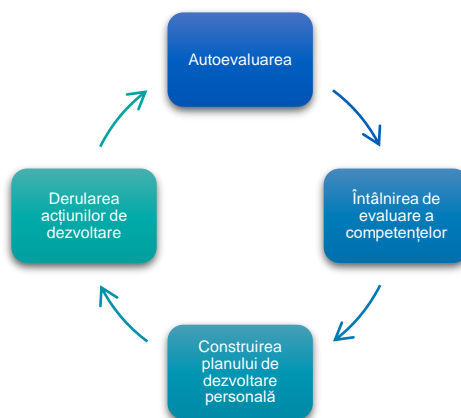 Autoevaluarea
Întâlnirea de
evaluare a
competențelor
Construirea
planului de
dezvoltare
personală
Derularea
acțiunilor de
dezvoltare